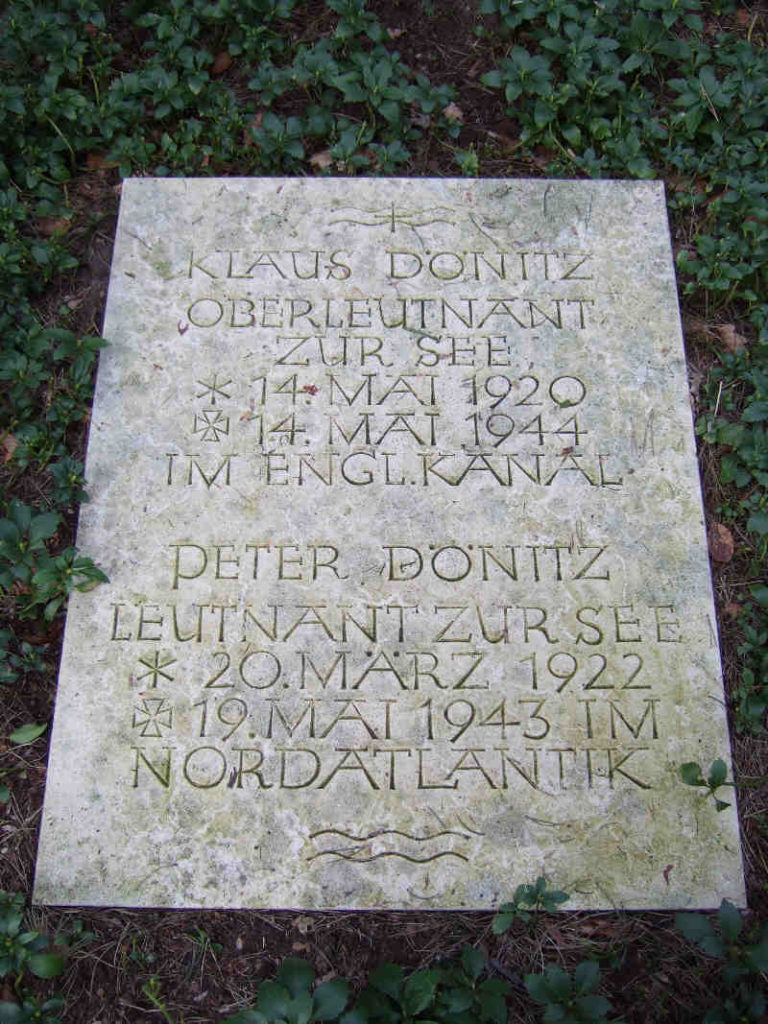 KLAUS DÖNITZ
OBERLEUTNANT
ZUR SEE
* 14. MAI 1920
✠ 14. MAI 1944
IM ENGL. KANAL
PETER DÖNITZ
LEUTNANT ZUR SEE
* 20. MÄRZ 1922
✠ 19. MAI 1943 IM
NORDATLANTIK